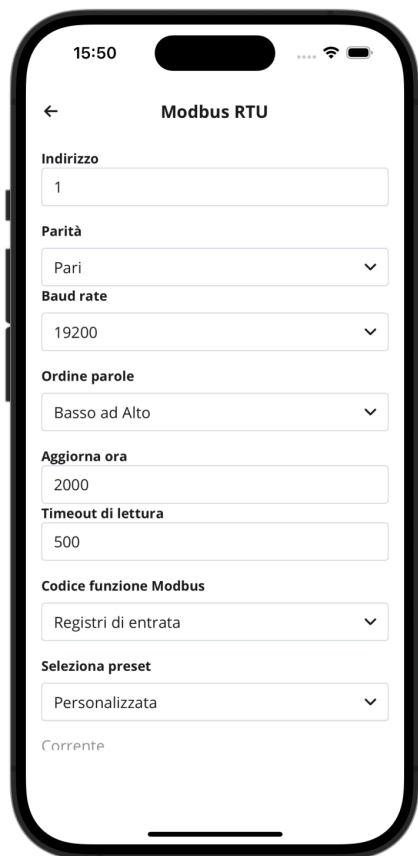 15:50
Modbus RTU
Indirizzo
1
Parità
Pari
Baud rate
19200
Ordine parole
Basso ad Alto
Aggiorna ora
2000
Timeout di lettura
500
Codice funzione Modbus
Registri di entrata
Seleziona preset
Personalizzata
Corrente